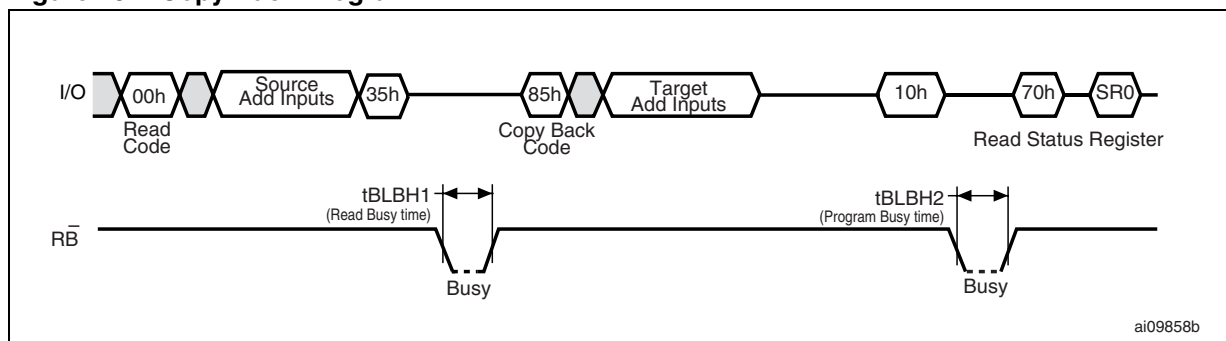 I/O 00h Source Add Inputs 35h 85h Target Add Inputs 10h 70h SR0
Read Code
Copy Back Code
Read Status Register
tBLBH1
(Read Busy time)
tBLBH2
(Program Busy time)
RB̅
Busy
Busy
ai09858b